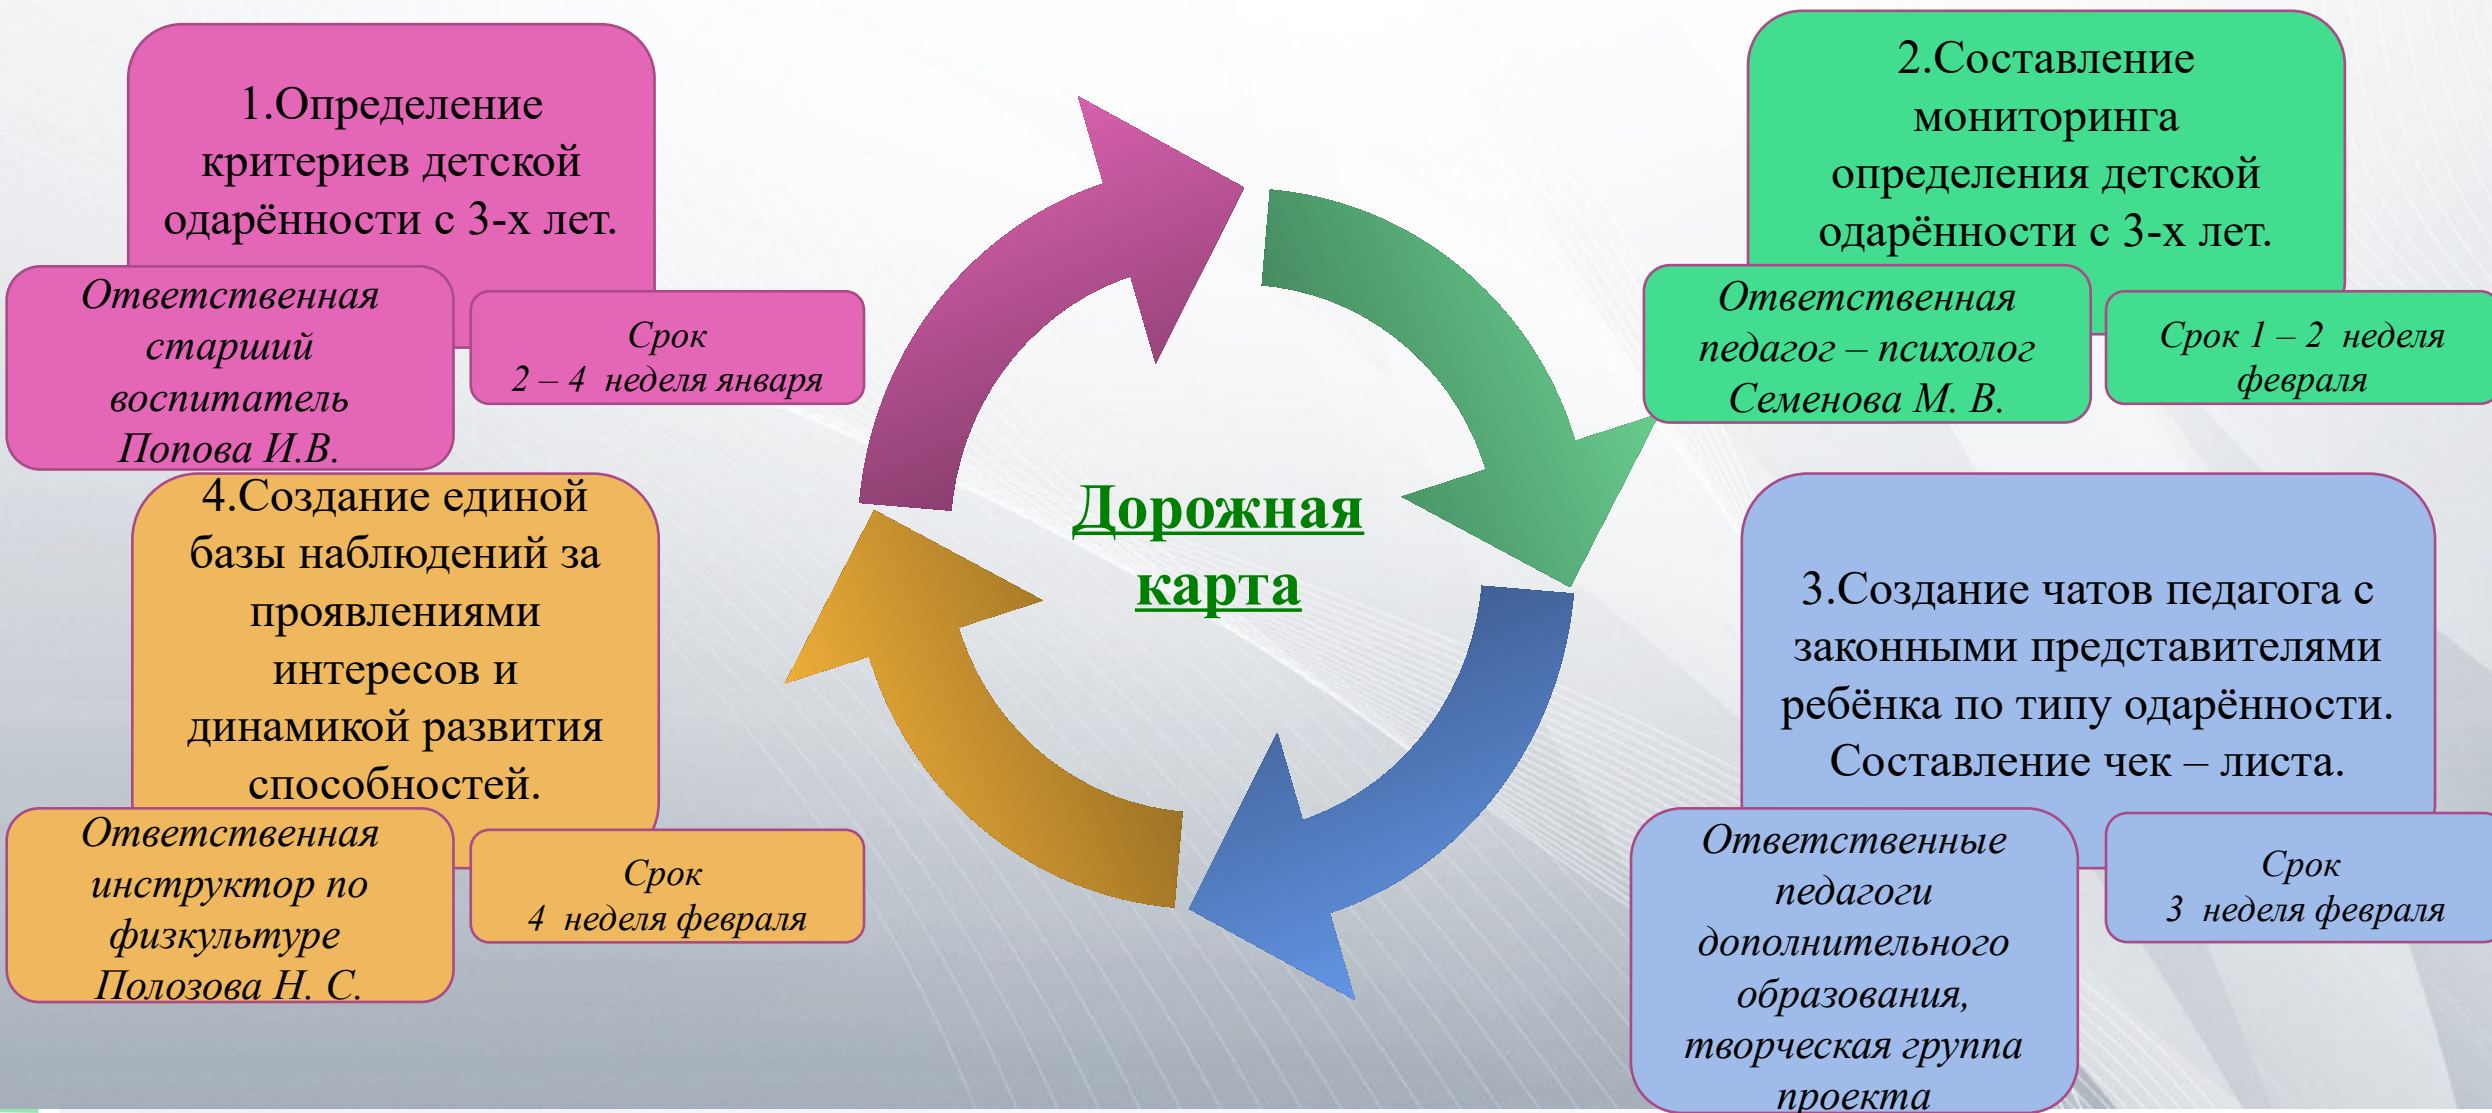 1.Определение
критериев детской
одарённости с 3-х лет.
Ответственная
старший
воспитатель
Попова И.В.
Срок
2 – 4 неделя января
2.Составление
мониторинга
определения детской
одарённости с 3-х лет.
Ответственная
педагог – психолог
Семенова М. В.
Срок 1 – 2 неделя
февраля
Дорожная
карта
3.Создание чатов педагога с
законными представителями
ребёнка по типу одарённости.
Составление чек – листа.
Ответственные
педагоги
дополнительного
образования,
творческая группа
проекта
Срок
3 неделя февраля
4.Создание единой
базы наблюдений за
проявлениями
интересов и
динамикой развития
способностей.
Ответственная
инструктор по
физкультуре
Полозова Н. С.
Срок
4 неделя февраля